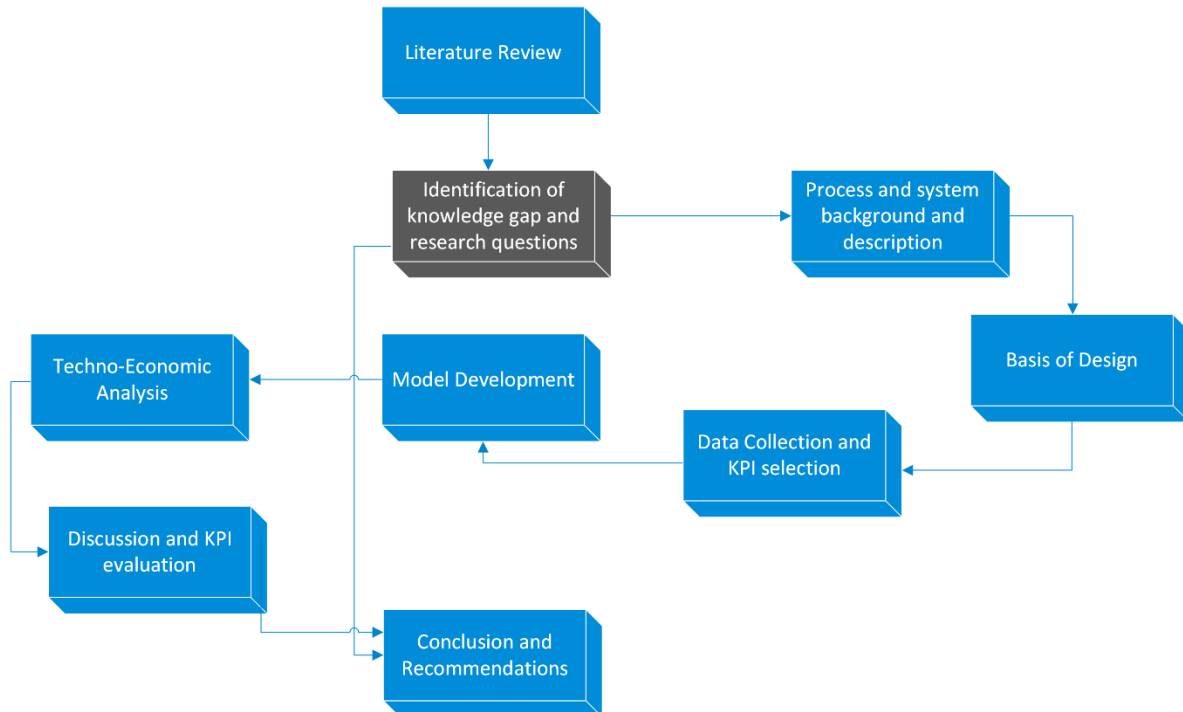 Literature Review
Identification of
knowledge gap and
research questions
Process and system
background and
description
Basis of Design
Data Collection and
KPI selection
Model Development
Techno-Economic
Analysis
Discussion and KPI
evaluation
Conclusion and
Recommendations